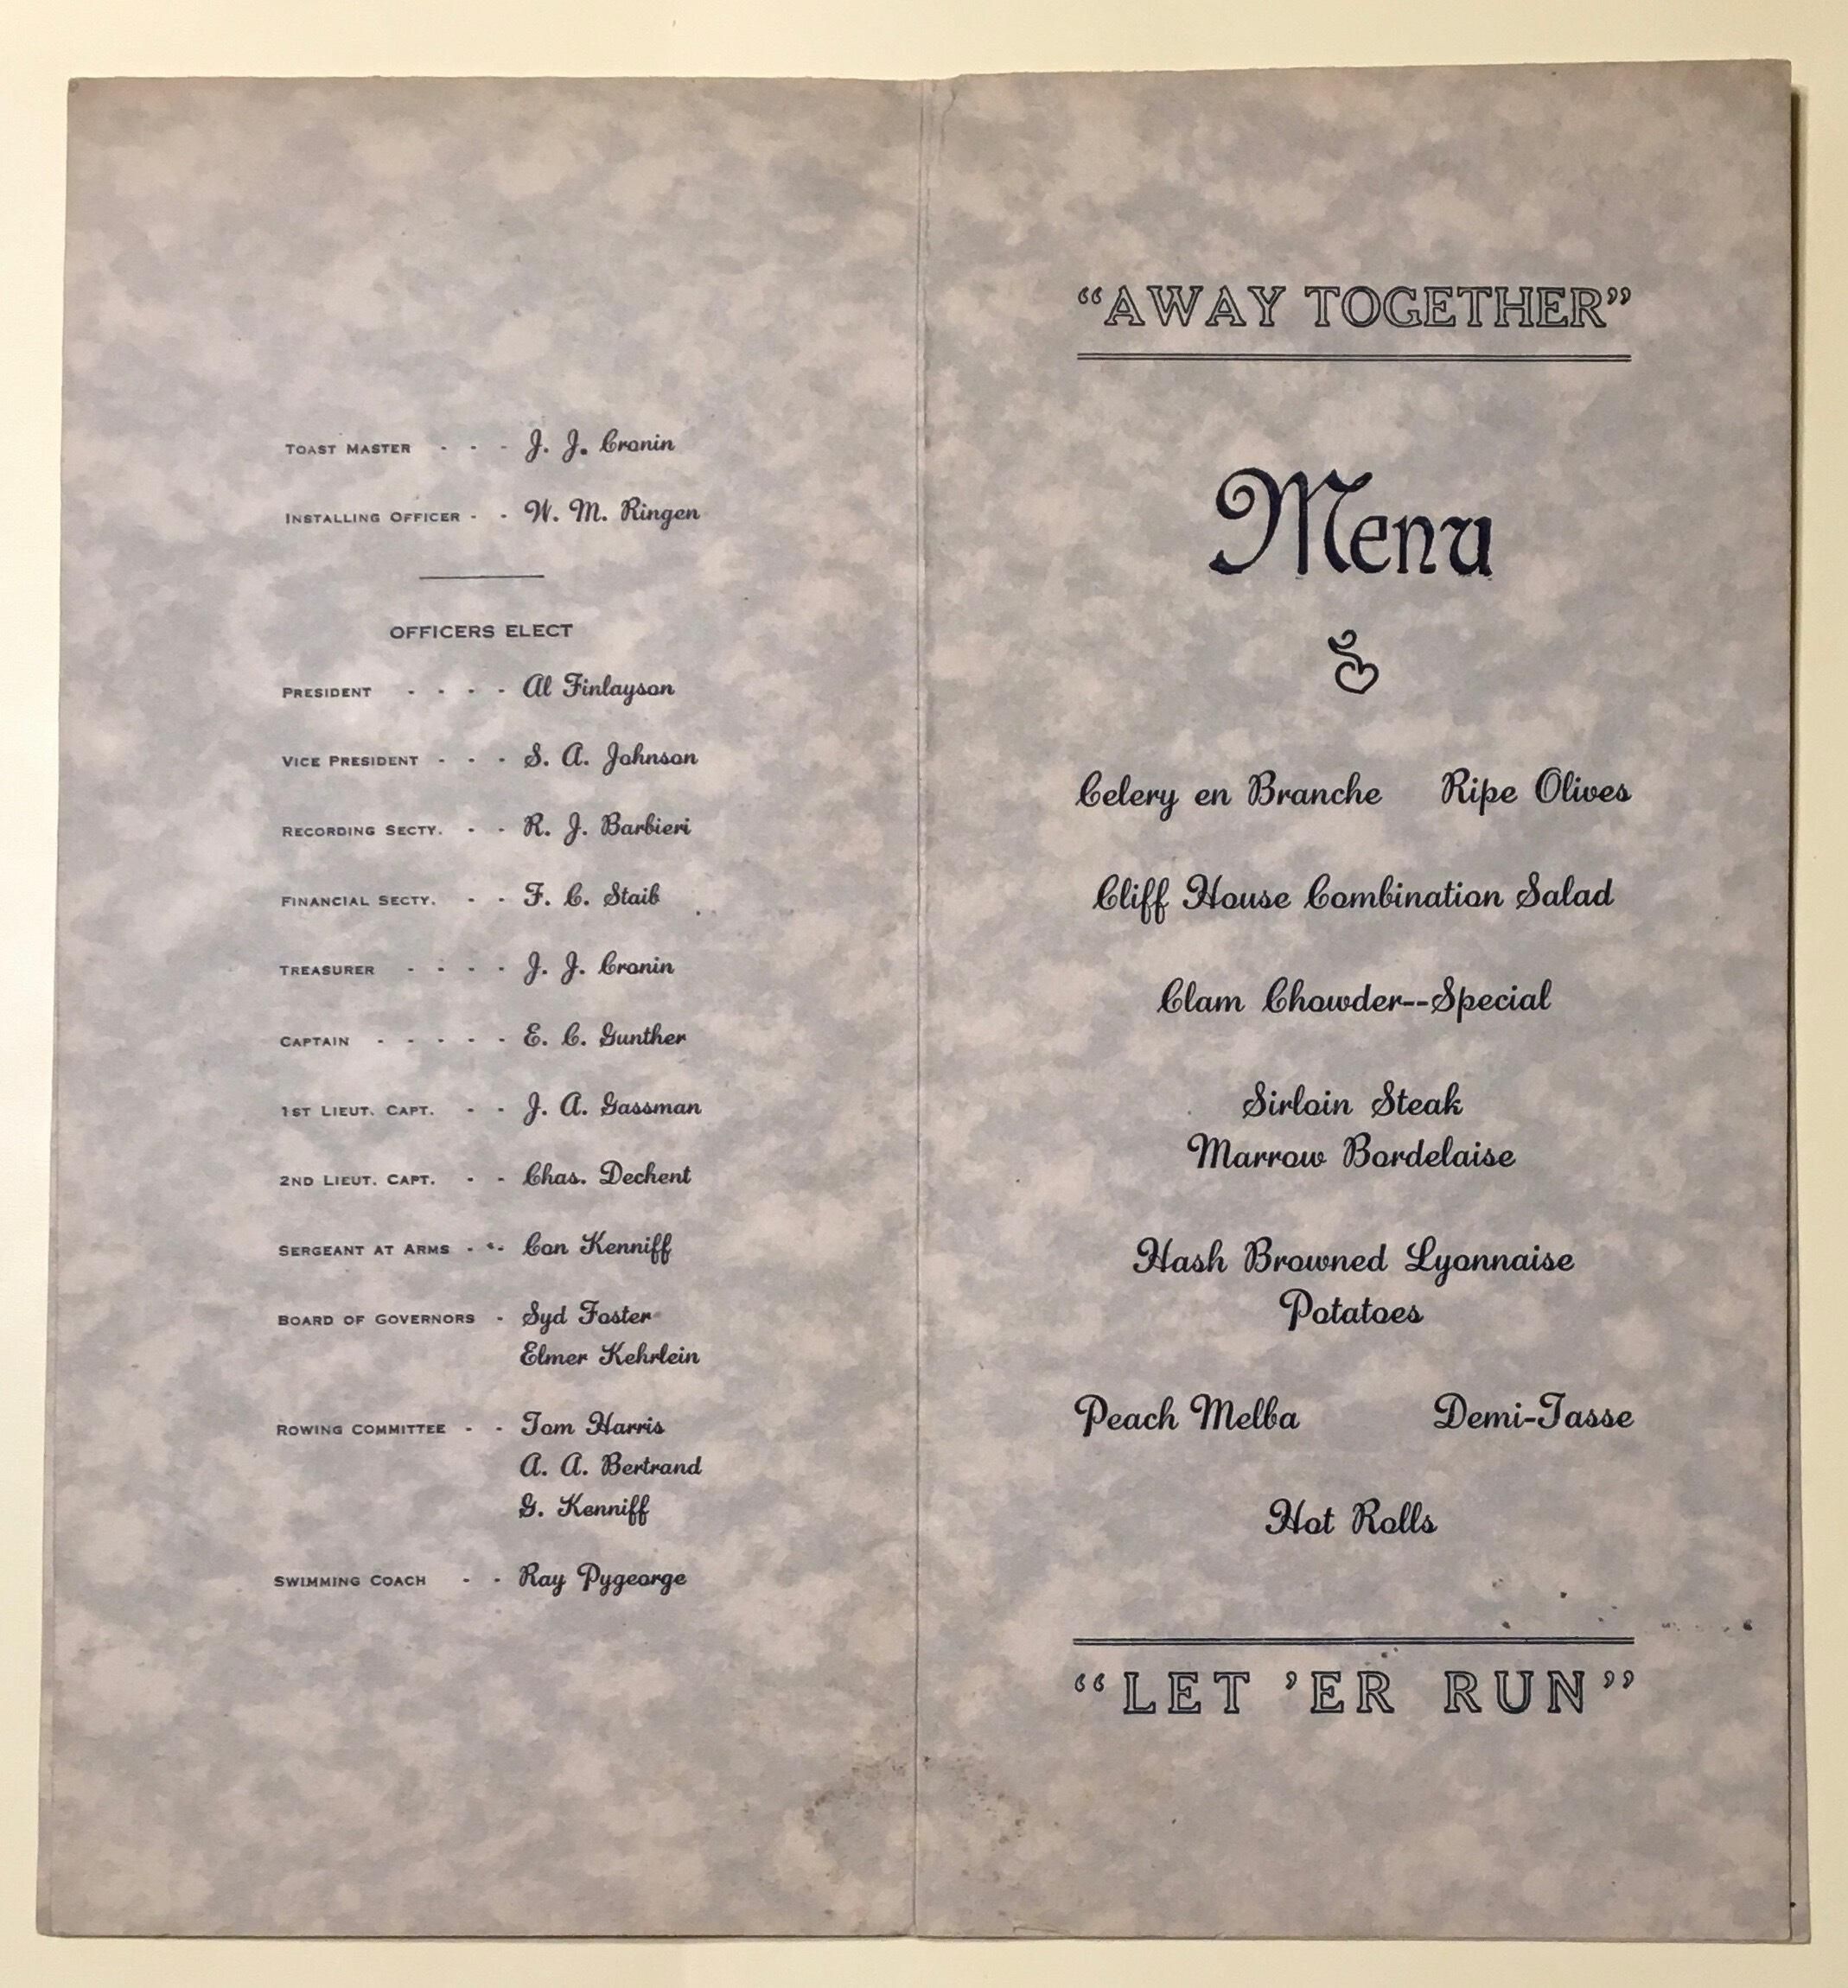 TOAST MASTER - - - J. J. Cronin
INSTALLING OFFICER - - W. M. Ringen
OFFICERS ELECT
PRESIDENT - - - - Al Finlayson
VICE PRESIDENT - - - S. A. Johnson
RECORDING SECTY. - - R. J. Barbieri
FINANCIAL SECTY. - - F. C. Staib
TREASURER - - - - J. J. Cronin
CAPTAIN - - - - - E. C. Gunther
1ST LIEUT. CAPT. - - J. A. Gassman
2ND LIEUT. CAPT. - - Chas. Dechent
SERGEANT AT ARMS - - Con Kenniff
BOARD OF GOVERNORS - Syd Foster
Elmer Kehrlein
ROWING COMMITTEE - - Tom Harris
A. A. Bertrand
G. Kenniff
SWIMMING COACH - - Ray Pygeorge
“AWAY TOGETHER”
Menu
Celery en Branche Ripe Olives
Cliff House Combination Salad
Clam Chowder--Special
Sirloin Steak
Marrow Bordelaise
Hash Browned Lyonnaise
Potatoes
Peach Melba Demi-Tasse
Hot Rolls
“LET ’ER RUN”